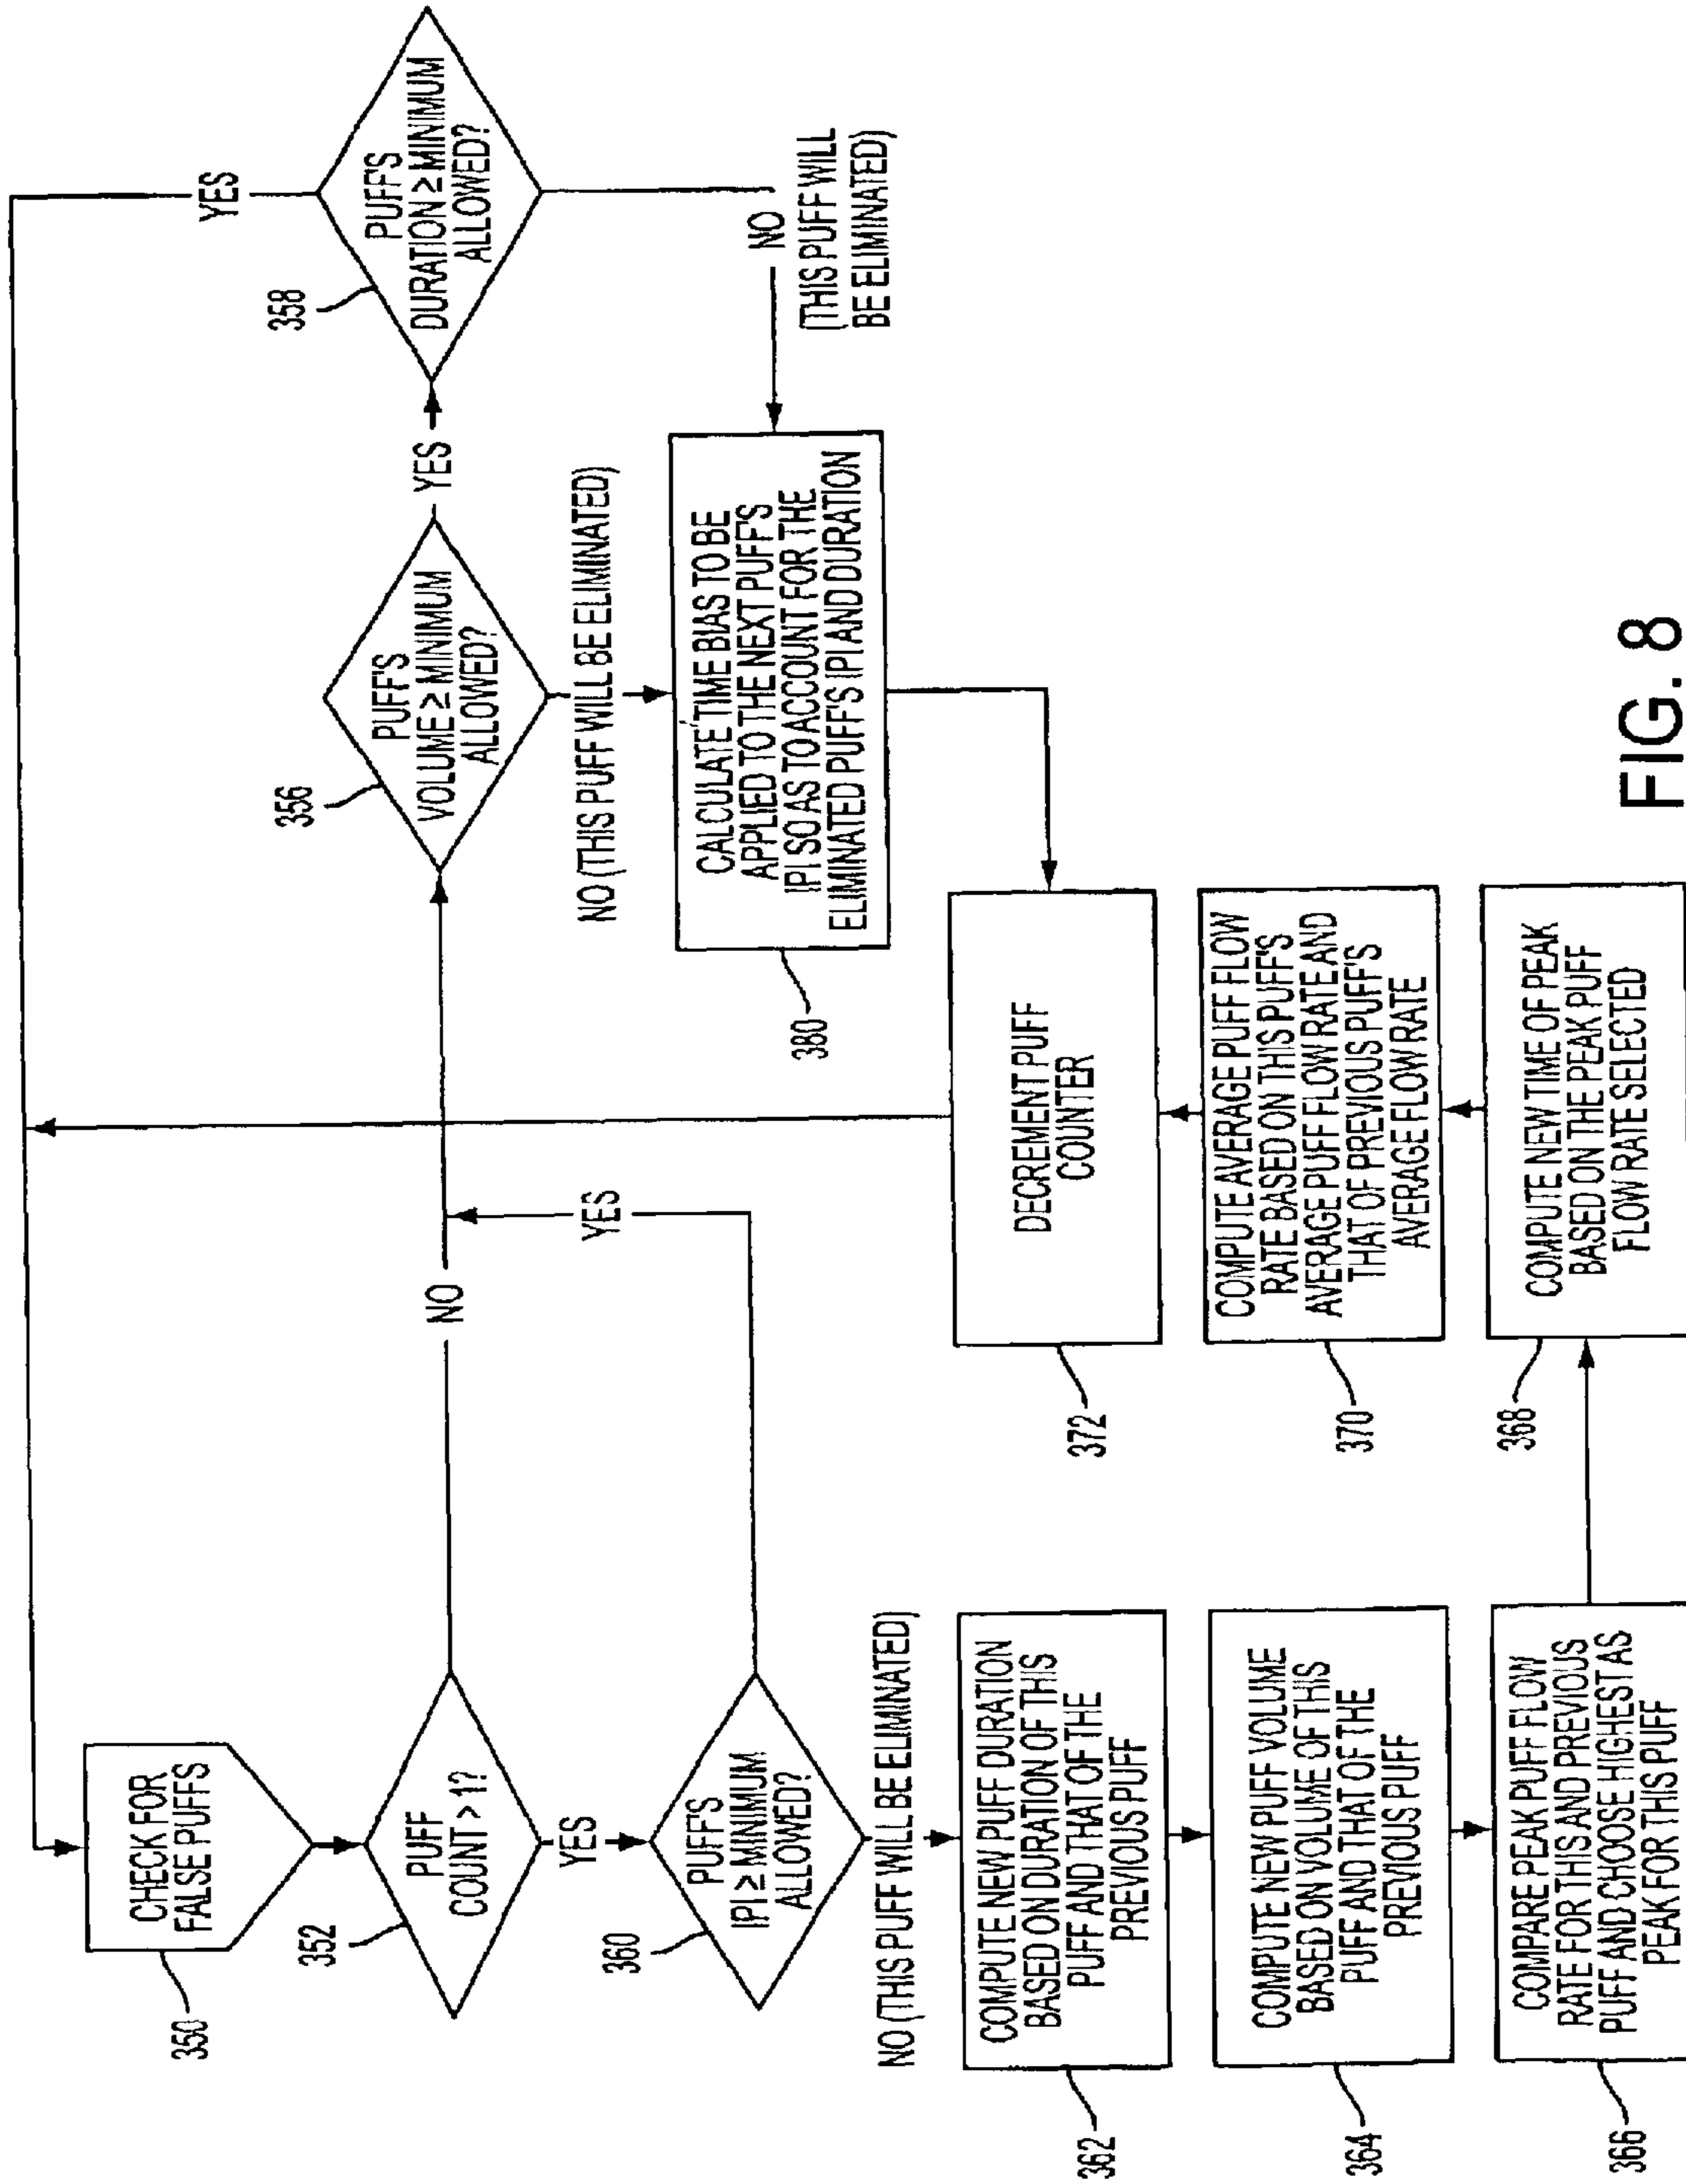 350
CHECK FOR
FALSE PUFFS
352
PUFF
COUNT > 1?
NO
YES
360
PUFF'S
IPI ≥ MINIMUM
ALLOWED?
YES
NO (THIS PUFF WILL BE ELIMINATED)
362
COMPUTE NEW PUFF DURATION
BASED ON DURATION OF THIS
PUFF AND THAT OF THE
PREVIOUS PUFF
364
COMPUTE NEW PUFF VOLUME
BASED ON VOLUME OF THIS
PUFF AND THAT OF THE
PREVIOUS PUFF
366
COMPARE PEAK PUFF FLOW
RATE FOR THIS AND PREVIOUS
PUFF AND CHOOSE HIGHEST AS
PEAK FOR THIS PUFF
368
COMPUTE NEW TIME OF PEAK
BASED ON THE PEAK PUFF
FLOW RATE SELECTED
370
COMPUTE AVERAGE PUFF FLOW
RATE BASED ON THIS PUFF'S
AVERAGE PUFF FLOW RATE AND
THAT OF PREVIOUS PUFF'S
AVERAGE FLOW RATE
372
DECREMENT PUFF
COUNTER
356
PUFF'S
VOLUME ≥ MINIMUM
ALLOWED?
YES
NO (THIS PUFF WILL BE ELIMINATED)
358
PUFF'S
DURATION ≥ MINIMUM
ALLOWED?
YES
NO
(THIS PUFF WILL
BE ELIMINATED)
380
CALCULATE TIME BIAS TO BE
APPLIED TO THE NEXT PUFF'S
IPI SO AS TO ACCOUNT FOR THE
ELIMINATED PUFF'S IPI AND DURATION
FIG. 8